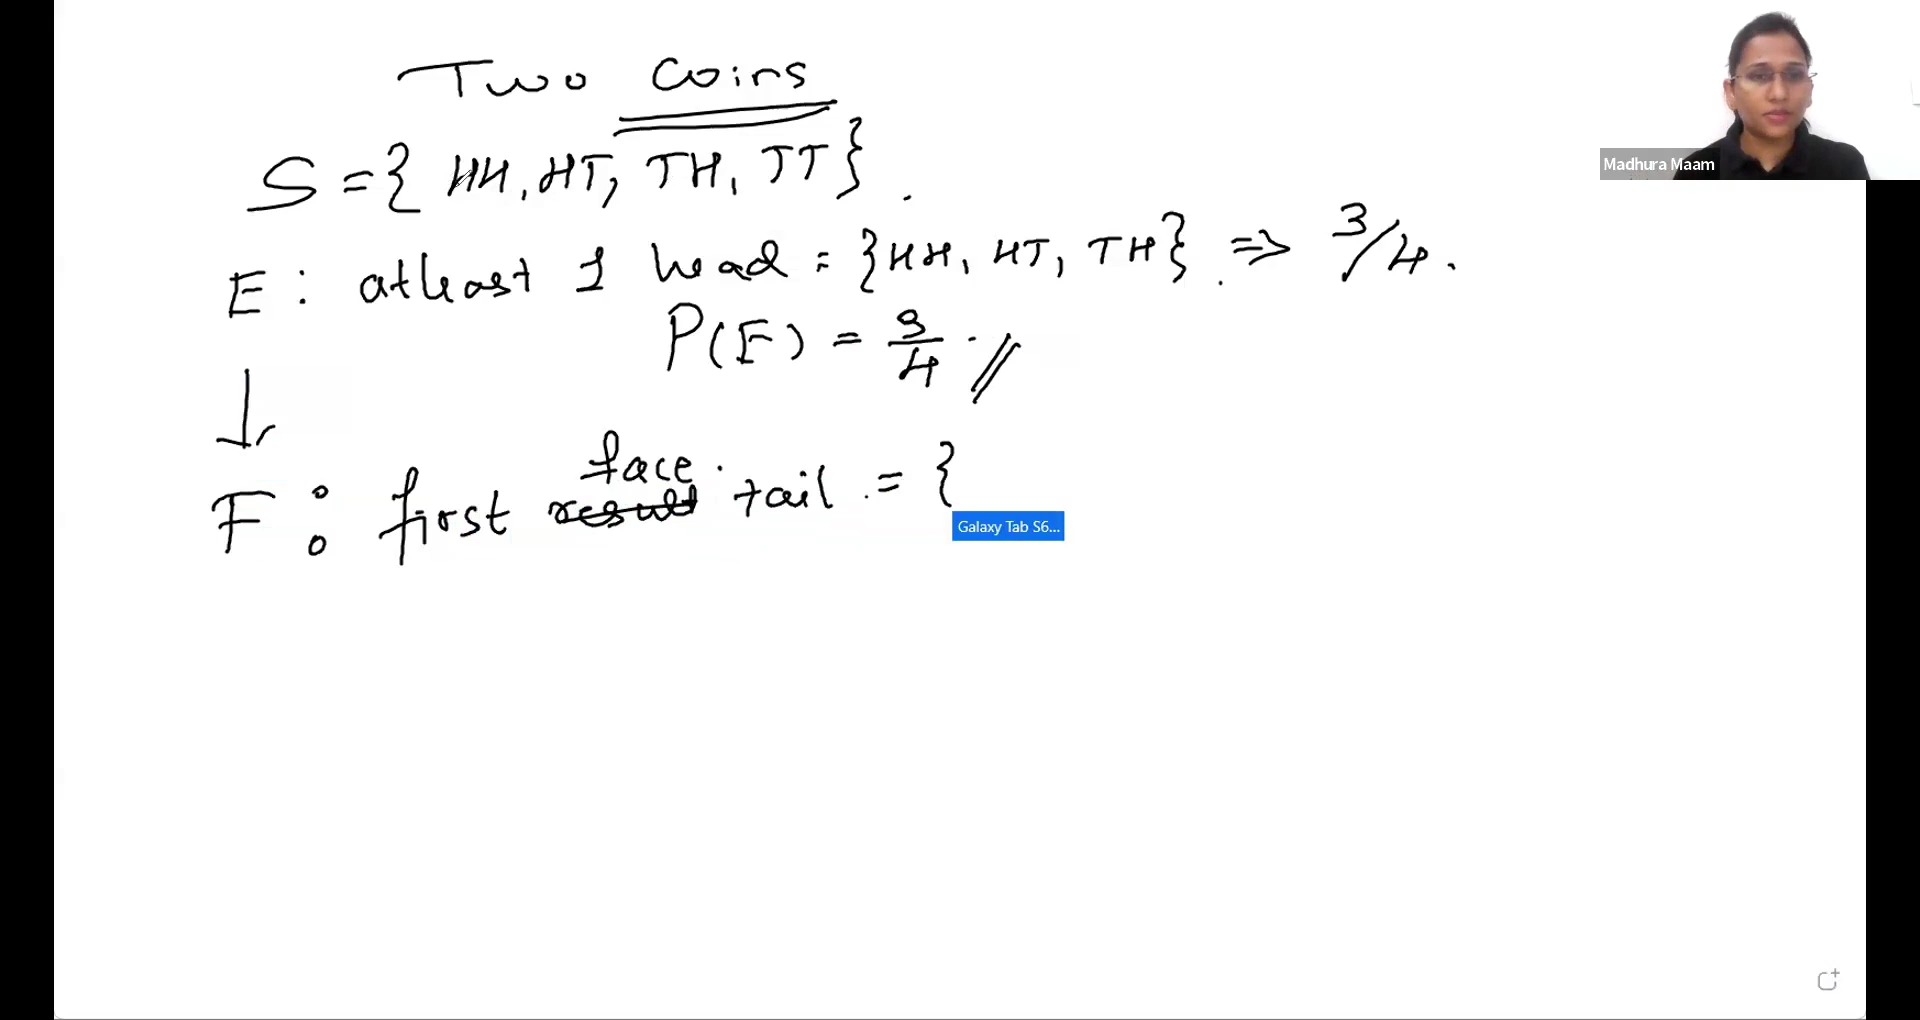 Two Coins
S = { HH, HT, TH, TT } .
Madhura Maam
E : atleast 1 head = {HH, HT, TH} . => 3/4 .
P(E) = 3/4 . //
↓
face .
F : first result tail . = {
Galaxy Tab S6...